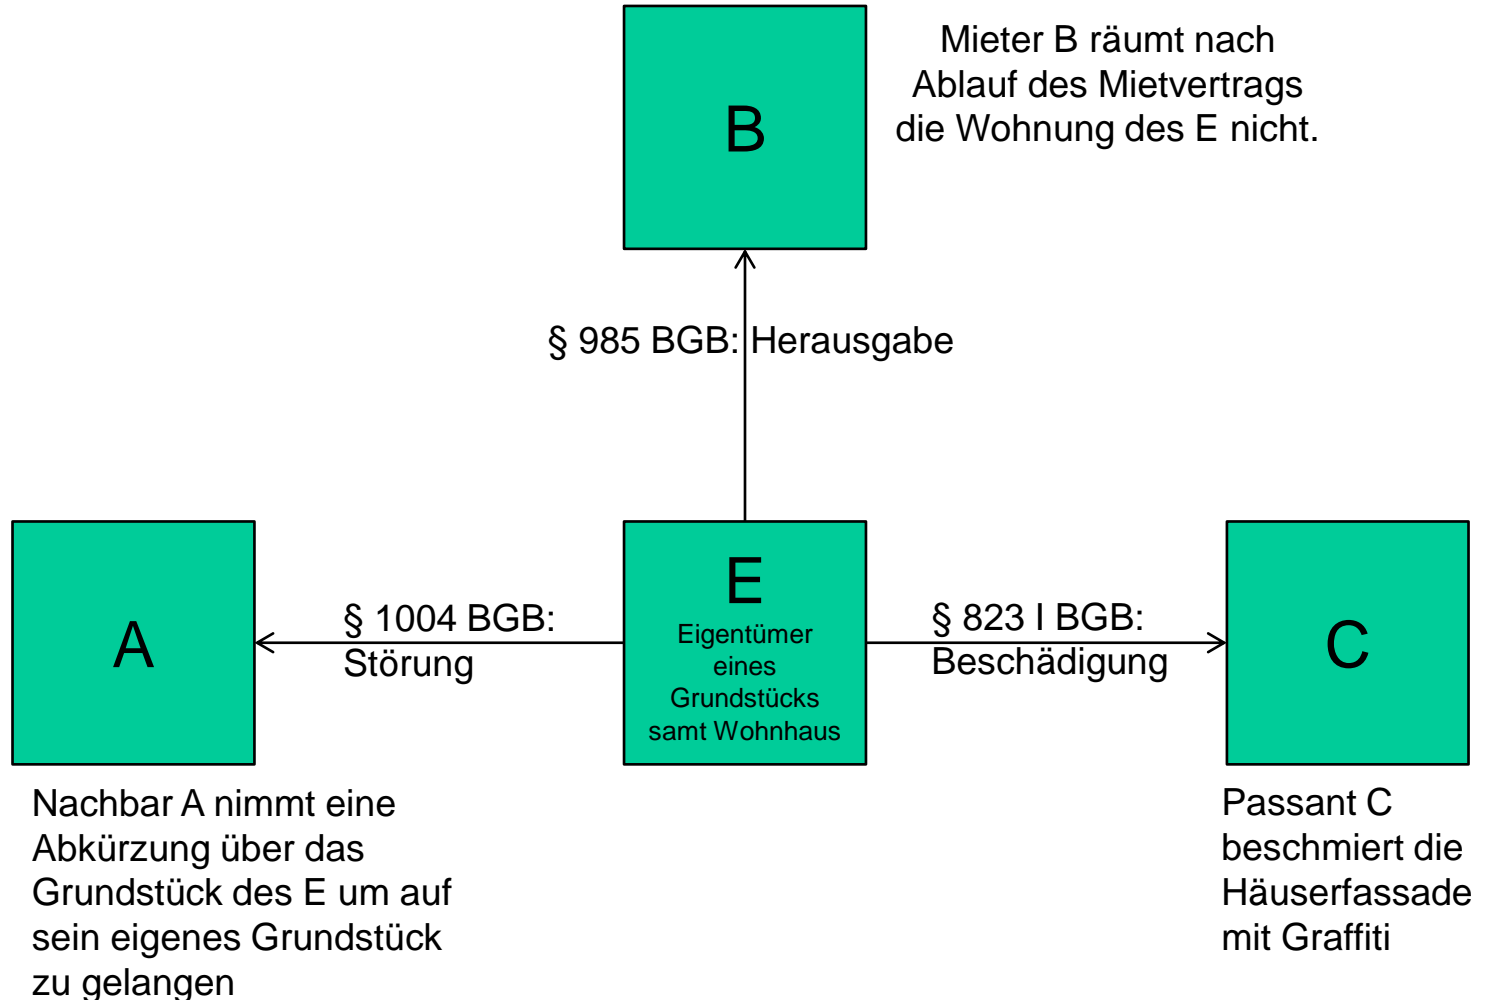 B
Mieter B räumt nach
Ablauf des Mietvertrags
die Wohnung des E nicht.
§ 985 BGB: Herausgabe
A
§ 1004 BGB:
Störung
E
Eigentümer
eines
Grundstücks
samt Wohnhaus
§ 823 I BGB:
Beschädigung
C
Nachbar A nimmt eine
Abkürzung über das
Grundstück des E um auf
sein eigenes Grundstück
zu gelangen
Passant C
beschmiert die
Häuserfassade
mit Graffiti